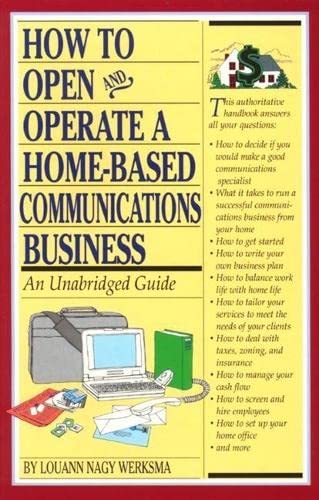 HOW TO
OPEN AND
OPERATE A
HOME-BASED
COMMUNICATIONS
BUSINESS
An Unabridged Guide
BY LOUANN NAGY WERKSMA
$
This authoritative
handbook answers
all your questions:
• How to decide if you
would make a good
communications
specialist
• What it takes to run a
successful communi-
cations business from
your home
• How to get started
• How to write your
own business plan
• How to balance work
life with home life
• How to tailor your
services to meet the
needs of your clients
• How to deal with
taxes, zoning, and
insurance
• How to manage your
cash flow
• How to screen and
hire employees
• How to set up your
home office
• and more